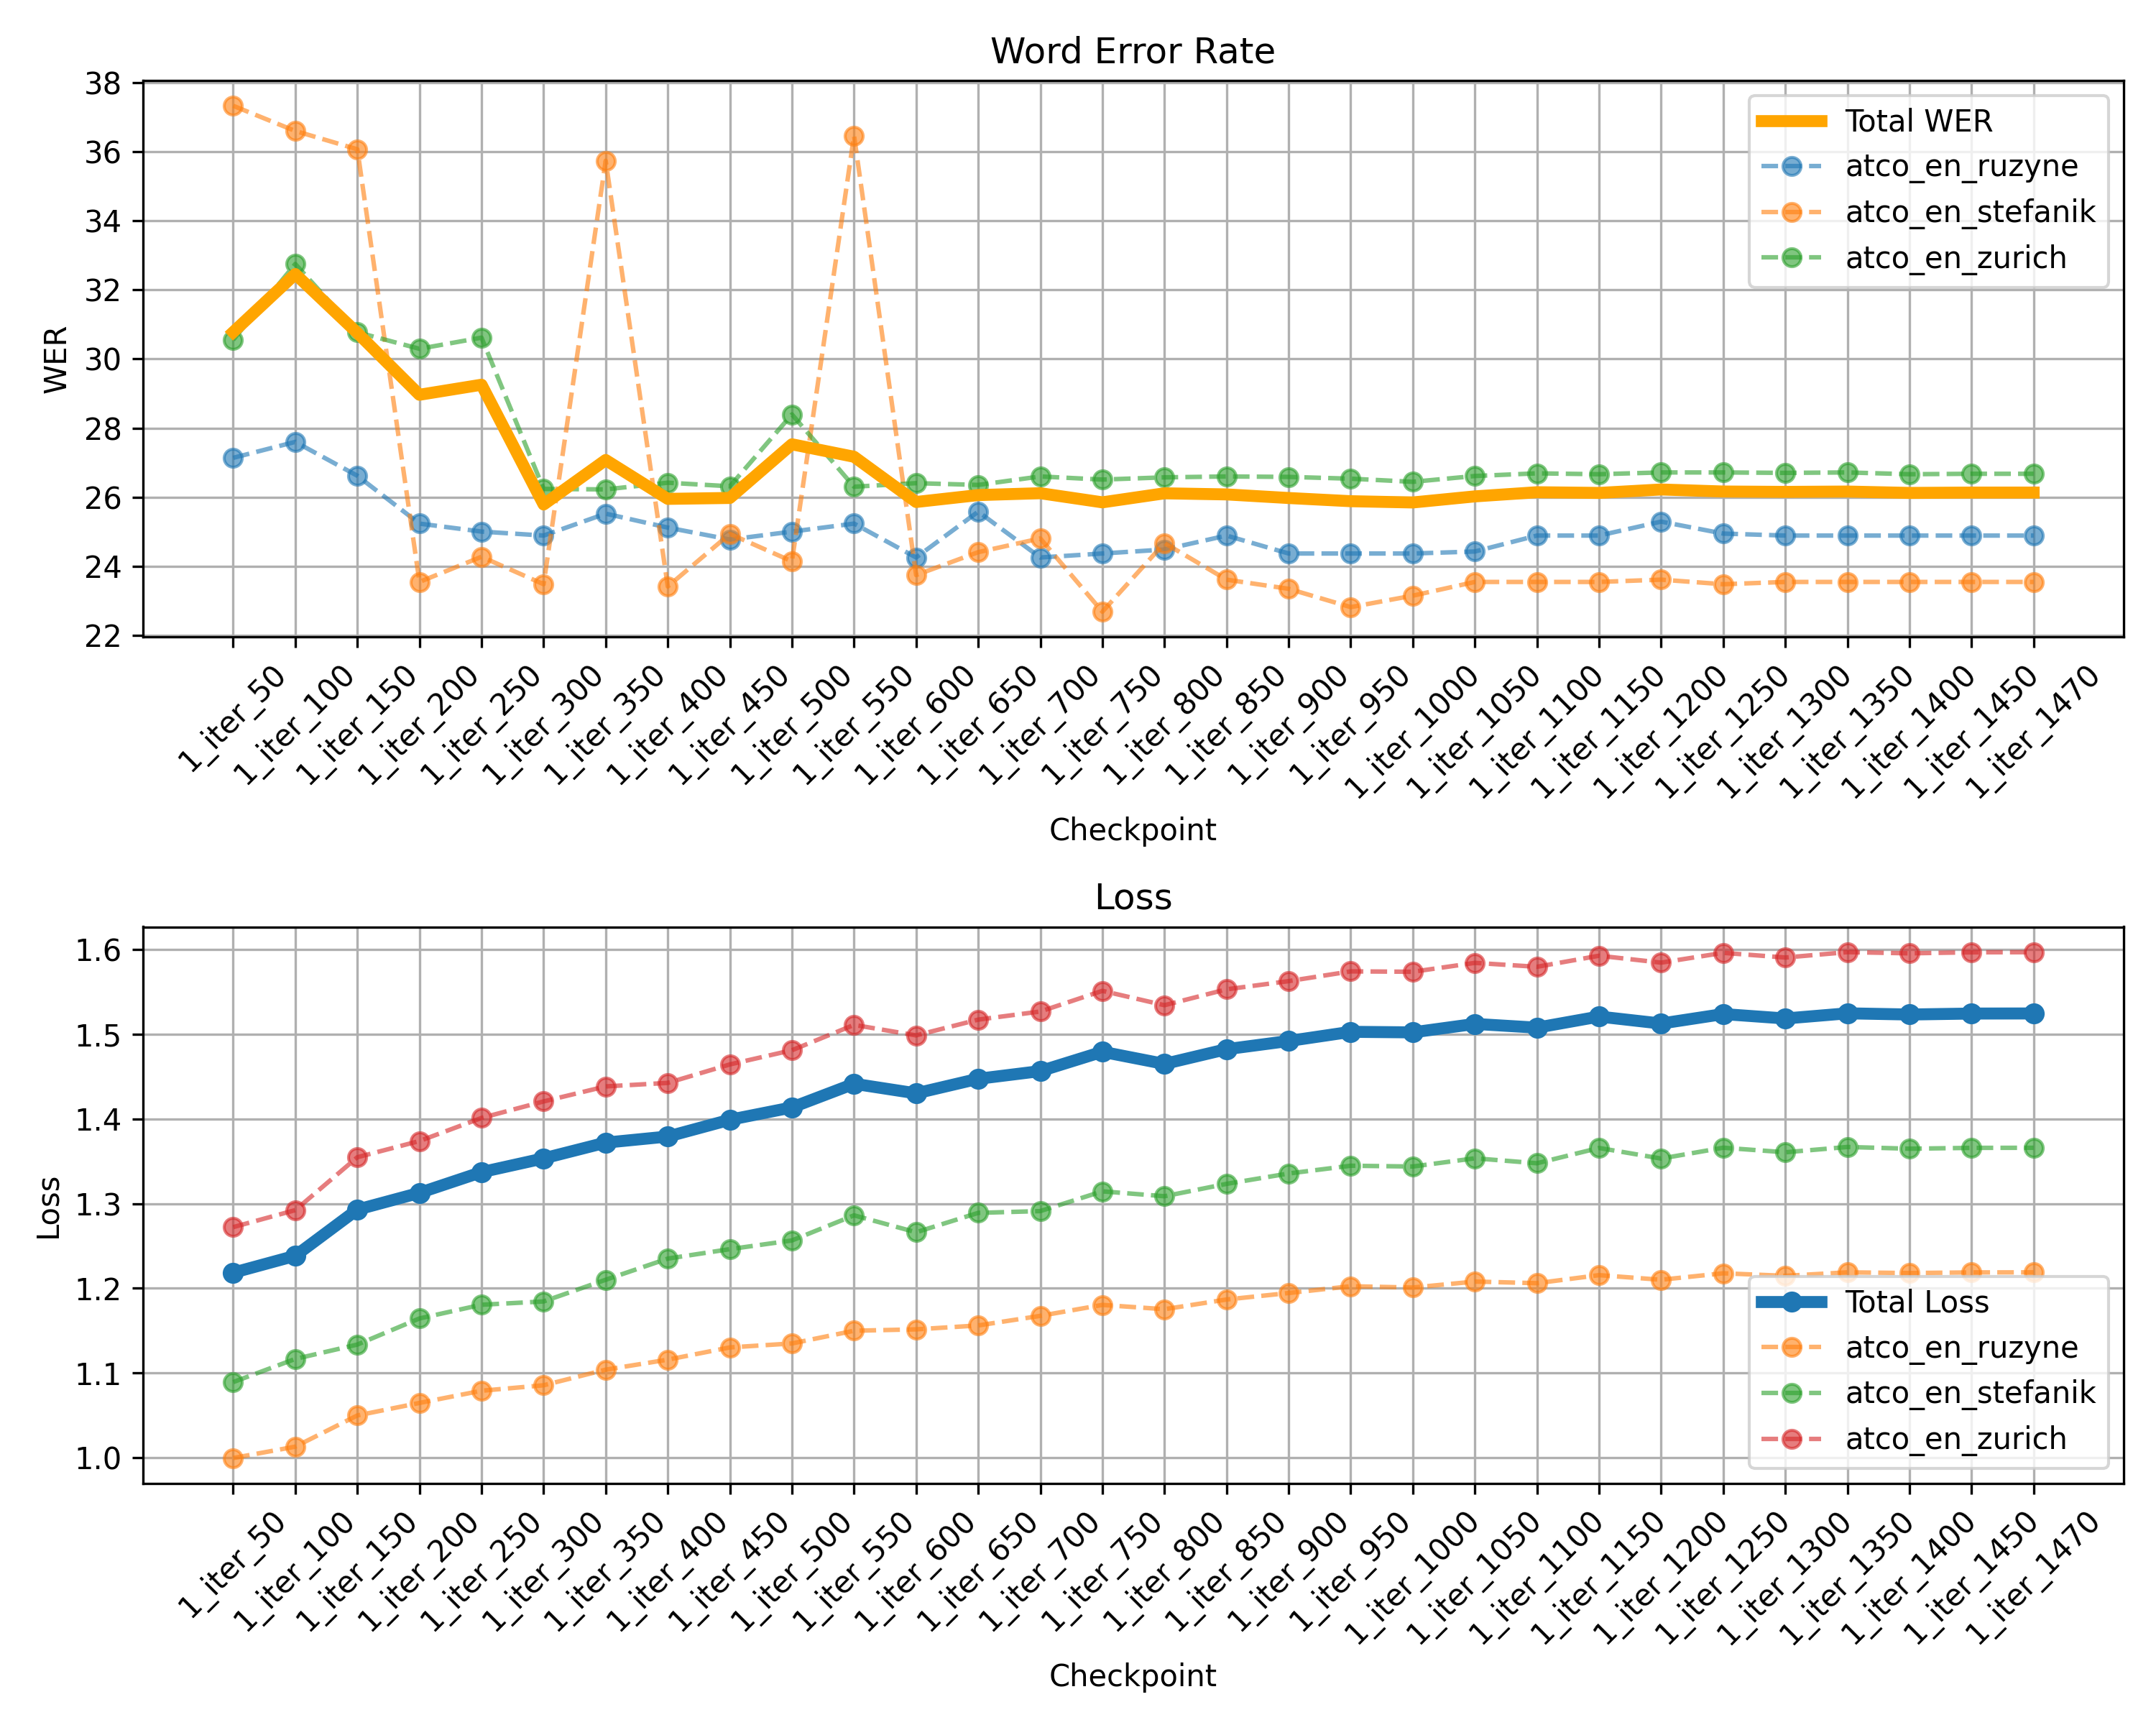 Word Error Rate
WER
38
36
34
32
30
28
26
24
22
Total WER
atco_en_ruzyne
atco_en_stefanik
atco_en_zurich
1_iter_50
1_iter_100
1_iter_150
1_iter_200
1_iter_250
1_iter_300
1_iter_350
1_iter_400
1_iter_450
1_iter_500
1_iter_550
1_iter_600
1_iter_650
1_iter_700
1_iter_750
1_iter_800
1_iter_850
1_iter_900
1_iter_950
1_iter_1000
1_iter_1050
1_iter_1100
1_iter_1150
1_iter_1200
1_iter_1250
1_iter_1300
1_iter_1350
1_iter_1400
1_iter_1450
1_iter_1470
Checkpoint
Loss
Loss
1.6
1.5
1.4
1.3
1.2
1.1
1.0
Total Loss
atco_en_ruzyne
atco_en_stefanik
atco_en_zurich
1_iter_50
1_iter_100
1_iter_150
1_iter_200
1_iter_250
1_iter_300
1_iter_350
1_iter_400
1_iter_450
1_iter_500
1_iter_550
1_iter_600
1_iter_650
1_iter_700
1_iter_750
1_iter_800
1_iter_850
1_iter_900
1_iter_950
1_iter_1000
1_iter_1050
1_iter_1100
1_iter_1150
1_iter_1200
1_iter_1250
1_iter_1300
1_iter_1350
1_iter_1400
1_iter_1450
1_iter_1470
Checkpoint